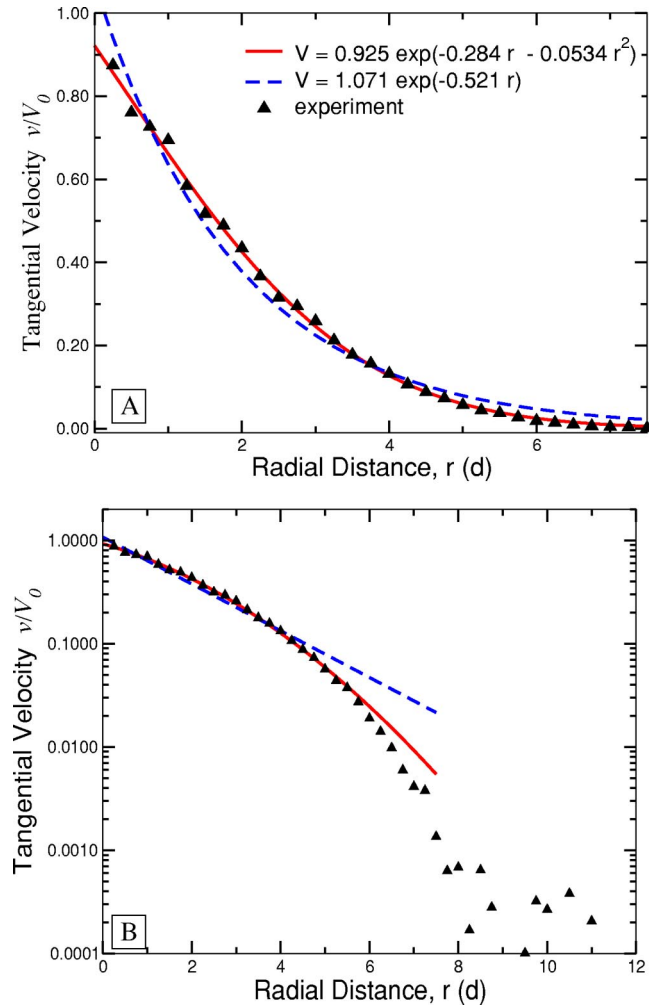 1.00
0.80
0.60
0.40
0.20
0.00
Tangential Velocity v/V₀
V = 0.925 exp(-0.284 r - 0.0534 r²)
V = 1.071 exp(-0.521 r)
experiment
A
0 2 4 6
Radial Distance, r (d)
1.0000
0.1000
0.0100
0.0010
0.0001
Tangential Velocity v/V₀
B
0 2 4 6 8 10 12
Radial Distance, r (d)